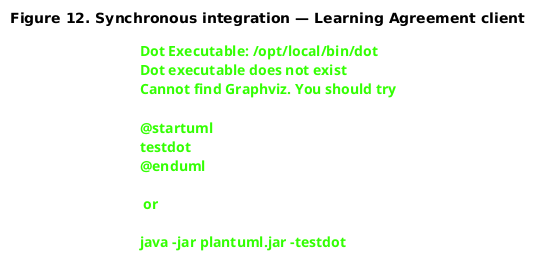 Figure 12. Synchronous integration — Learning Agreement client
Dot Executable: /opt/local/bin/dot
Dot executable does not exist
Cannot find Graphviz. You should try
@startuml
testdot
@enduml
or
java -jar plantuml.jar -testdot